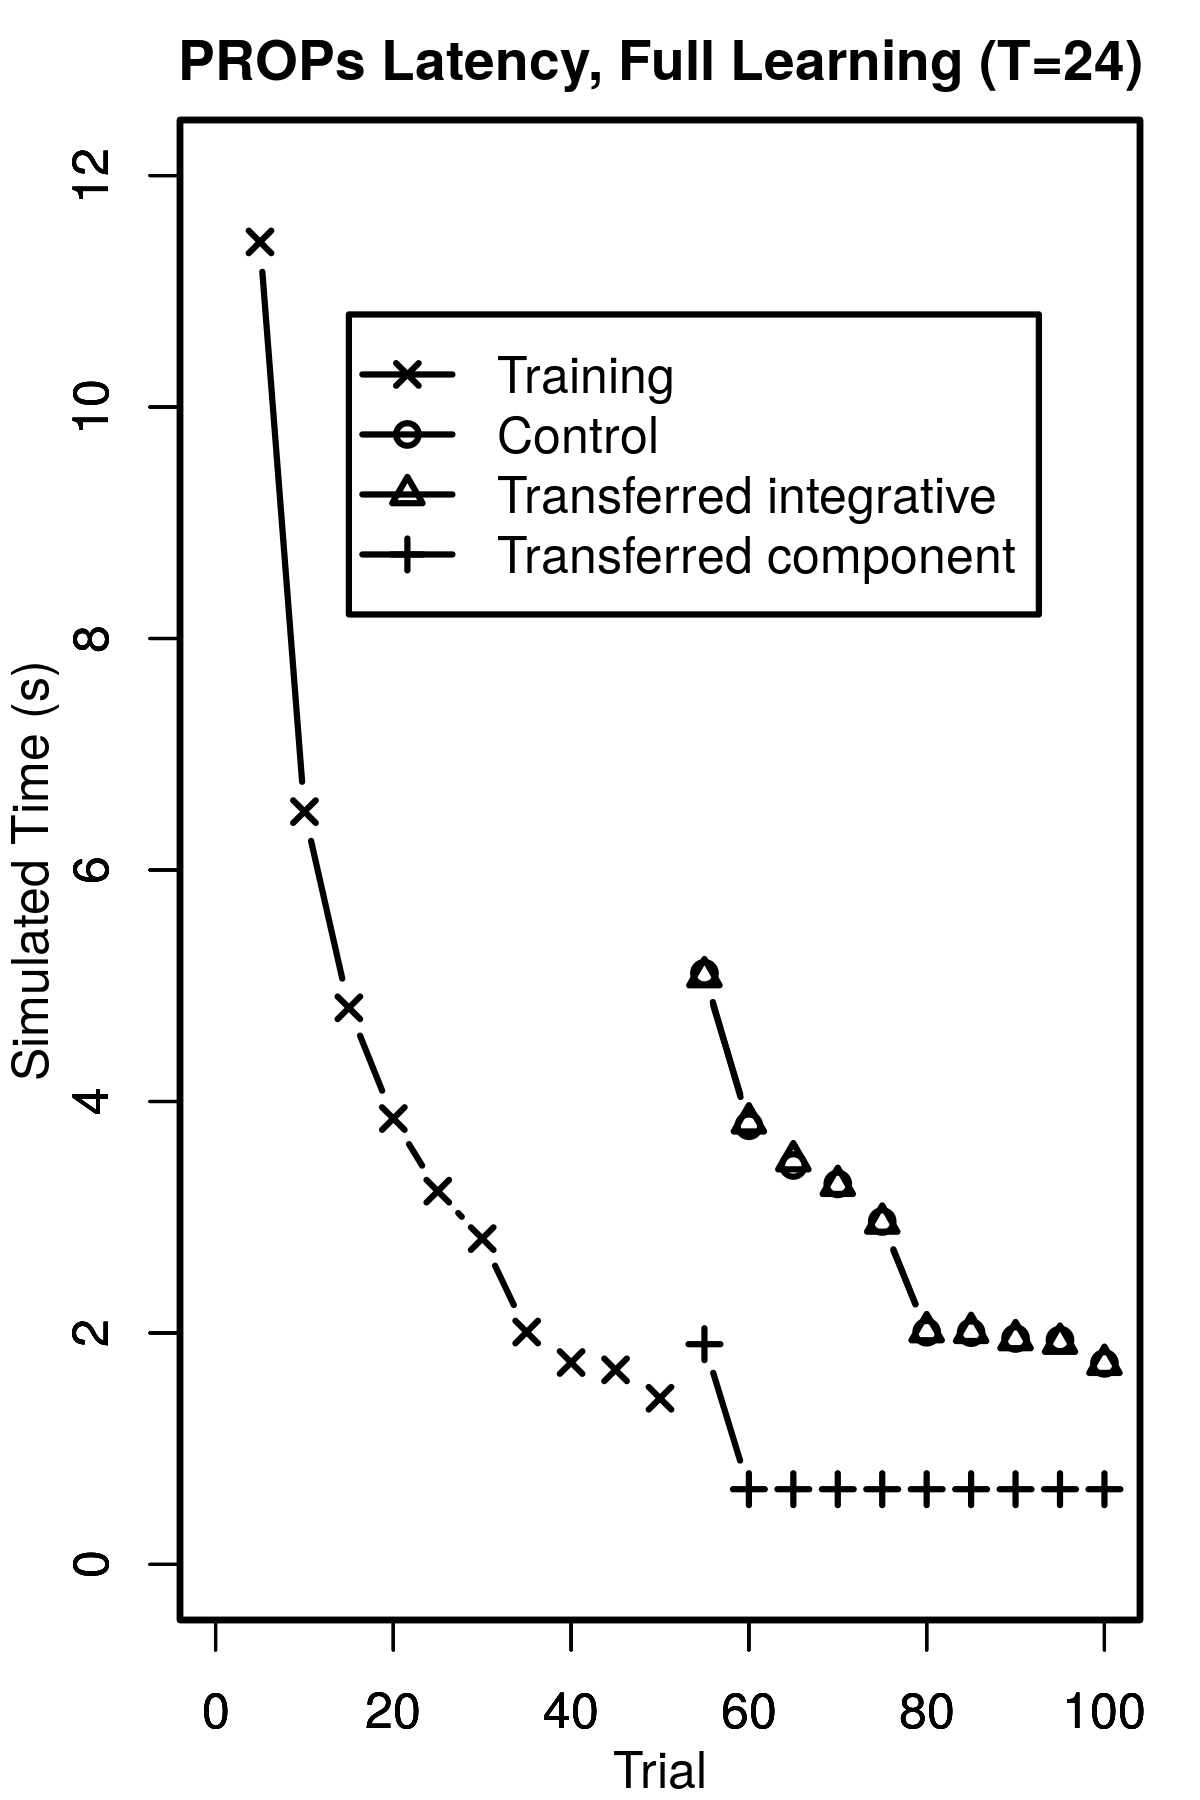 PROPs Latency, Full Learning (T=24)
12
10
8
6
4
2
0
Simulated Time (s)
Training
Control
Transferred integrative
Transferred component
0 20 40 60 80 100
Trial